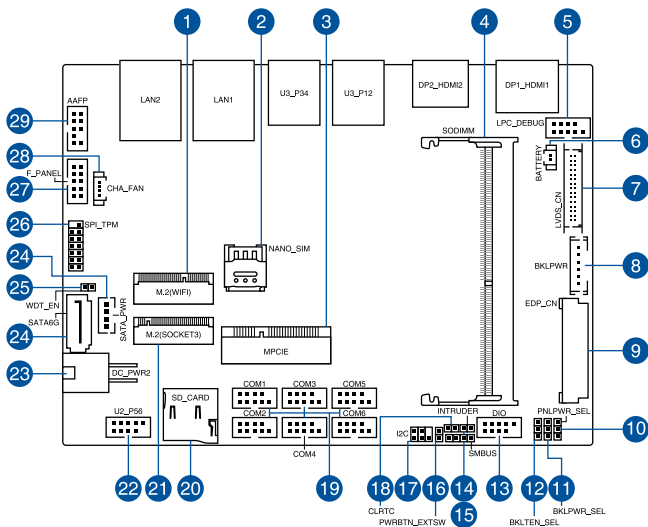 1 2 3 4 5
LAN2 LAN1 U3_P34 U3_P12 DP2_HDMI2 DP1_HDMI1
AAFP
29
LPC_DEBUG
SODIMM
6
BATTERY
28
F_PANEL
CHA_FAN
27
7
LVDS_CN
26
SPI_TPM
NANO_SIM
24
BKLPWR
8
25
M.2(WIFI)
WDT_EN
SATA6G
SATA_PWR
EDP_CN
24
M.2(SOCKET3)
MPCIE
9
23
DC_PWR2
SD_CARD
COM1 COM3 COM5
U2_P56
COM2 COM6
INTRUDER
DIO
PNLPWR_SEL
10
I2C
COM4
SMBUS
22 21 20 19 18 17 16 14 13 12 11
15
CLRTC
PWRBTN_EXTSW
BKLPWR_SEL
BKLTEN_SEL